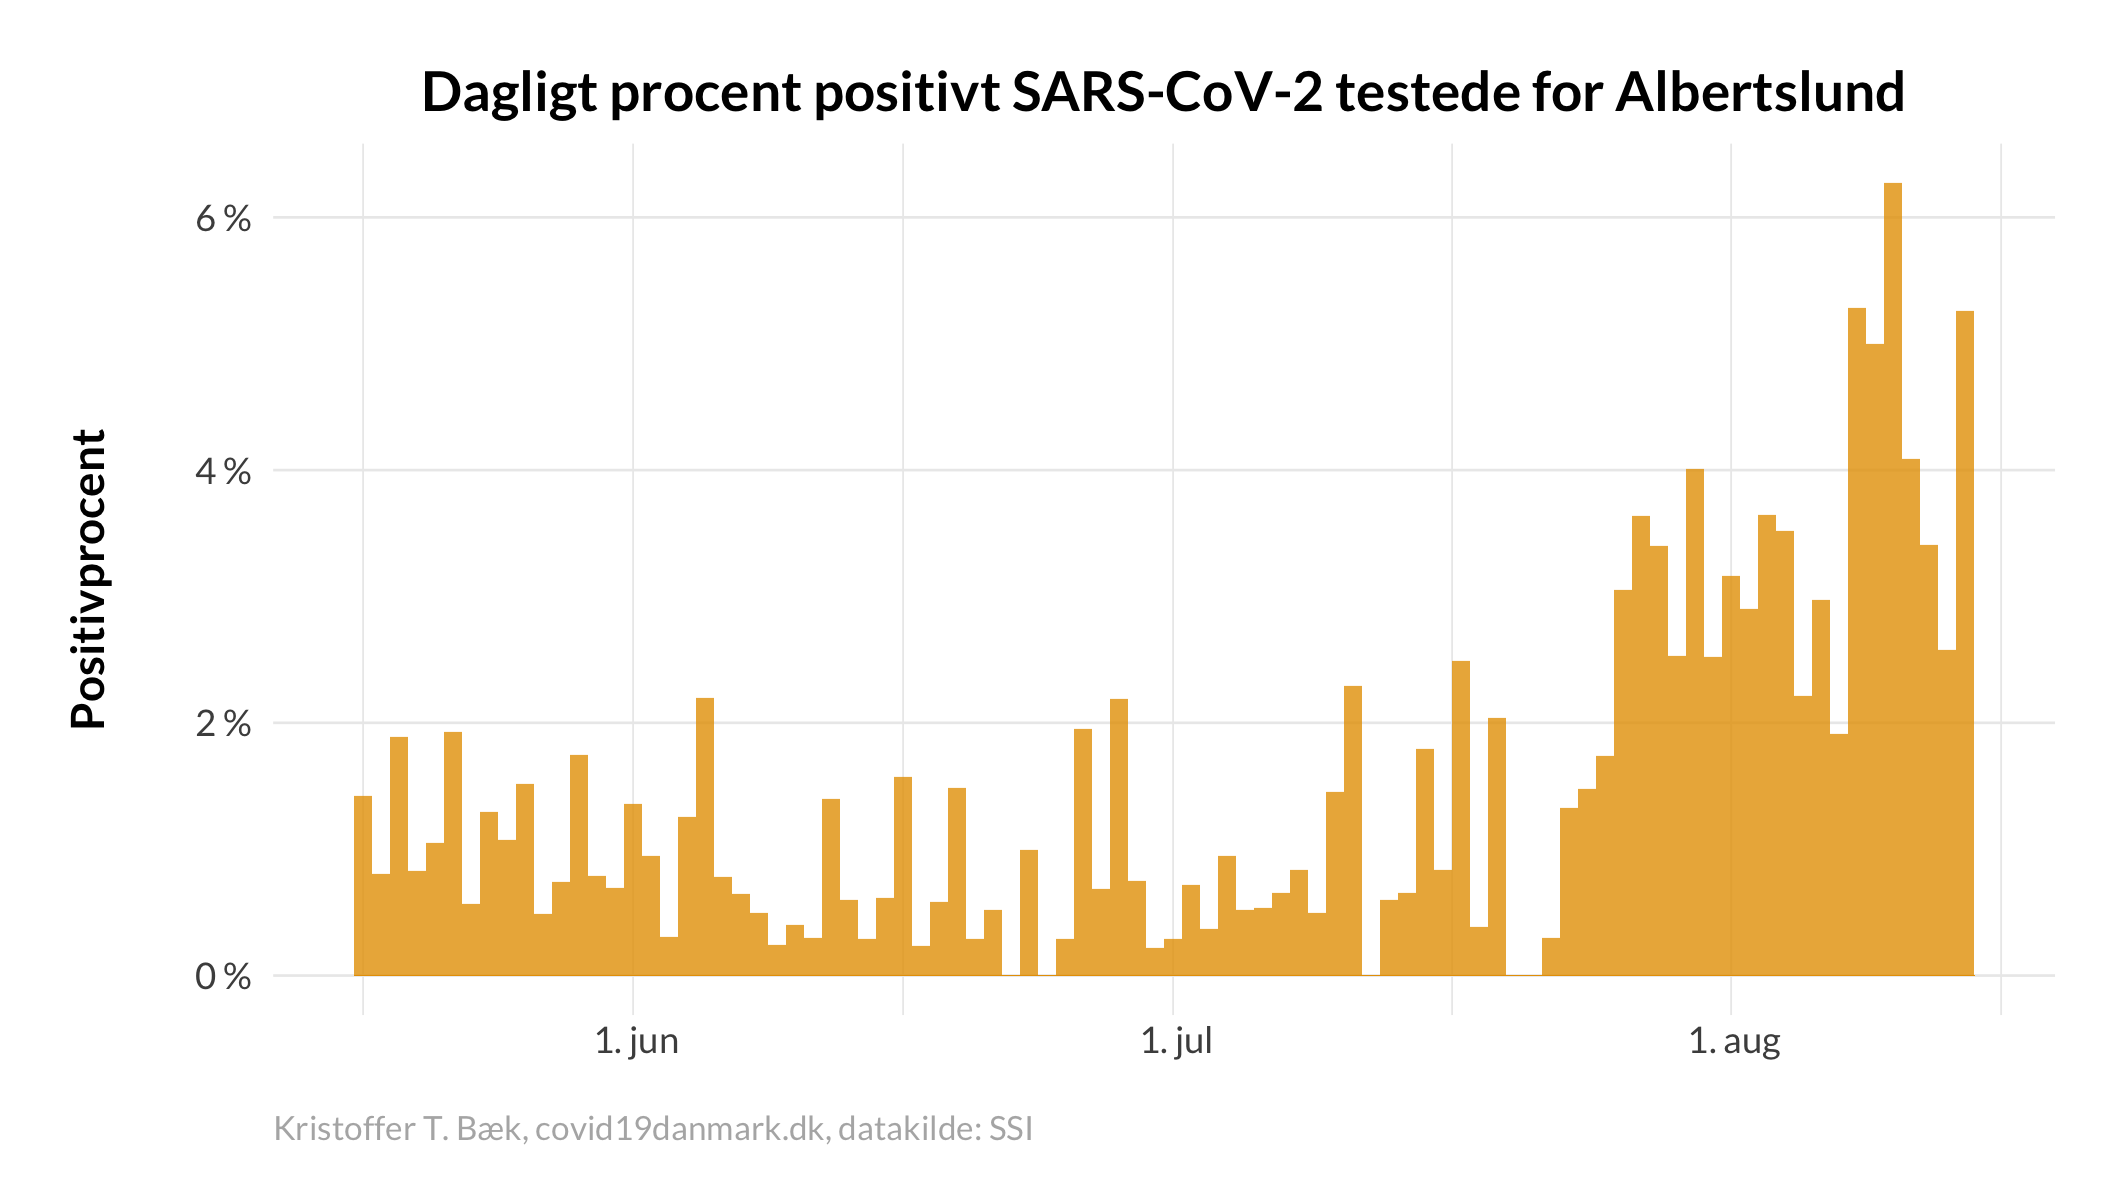 Dagligt procent positivt SARS-CoV-2 testede for Albertslund
Positivprocent
6 %
4 %
2 %
0 %
1. jun
1. jul
1. aug
Kristoffer T. Bæk, covid19danmark.dk, datakilde: SSI